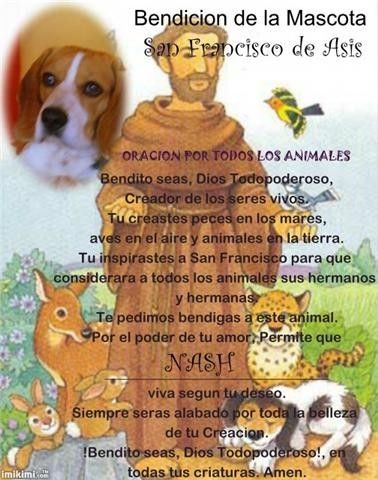 Bendicion de la Mascota
San Francisco de Asis
ORACION POR TODOS LOS ANIMALES
Bendito seas, Dios Todopoderoso,
Creador de los seres vivos.
Tu creastes peces en los mares,
aves en el aire y animales en la tierra.
Tu inspirastes a San Francisco para que
considerara a todos los animales sus hermanos
y hermanas.
Te pedimos bendigas a este animal.
Por el poder de tu amor, Permite que
NASH
viva segun tu deseo.
Siempre seras alabado por toda la belleza
de tu Creacion.
!Bendito seas, Dios Todopoderoso!, en
todas tus criaturas. Amen.
imikimi.com